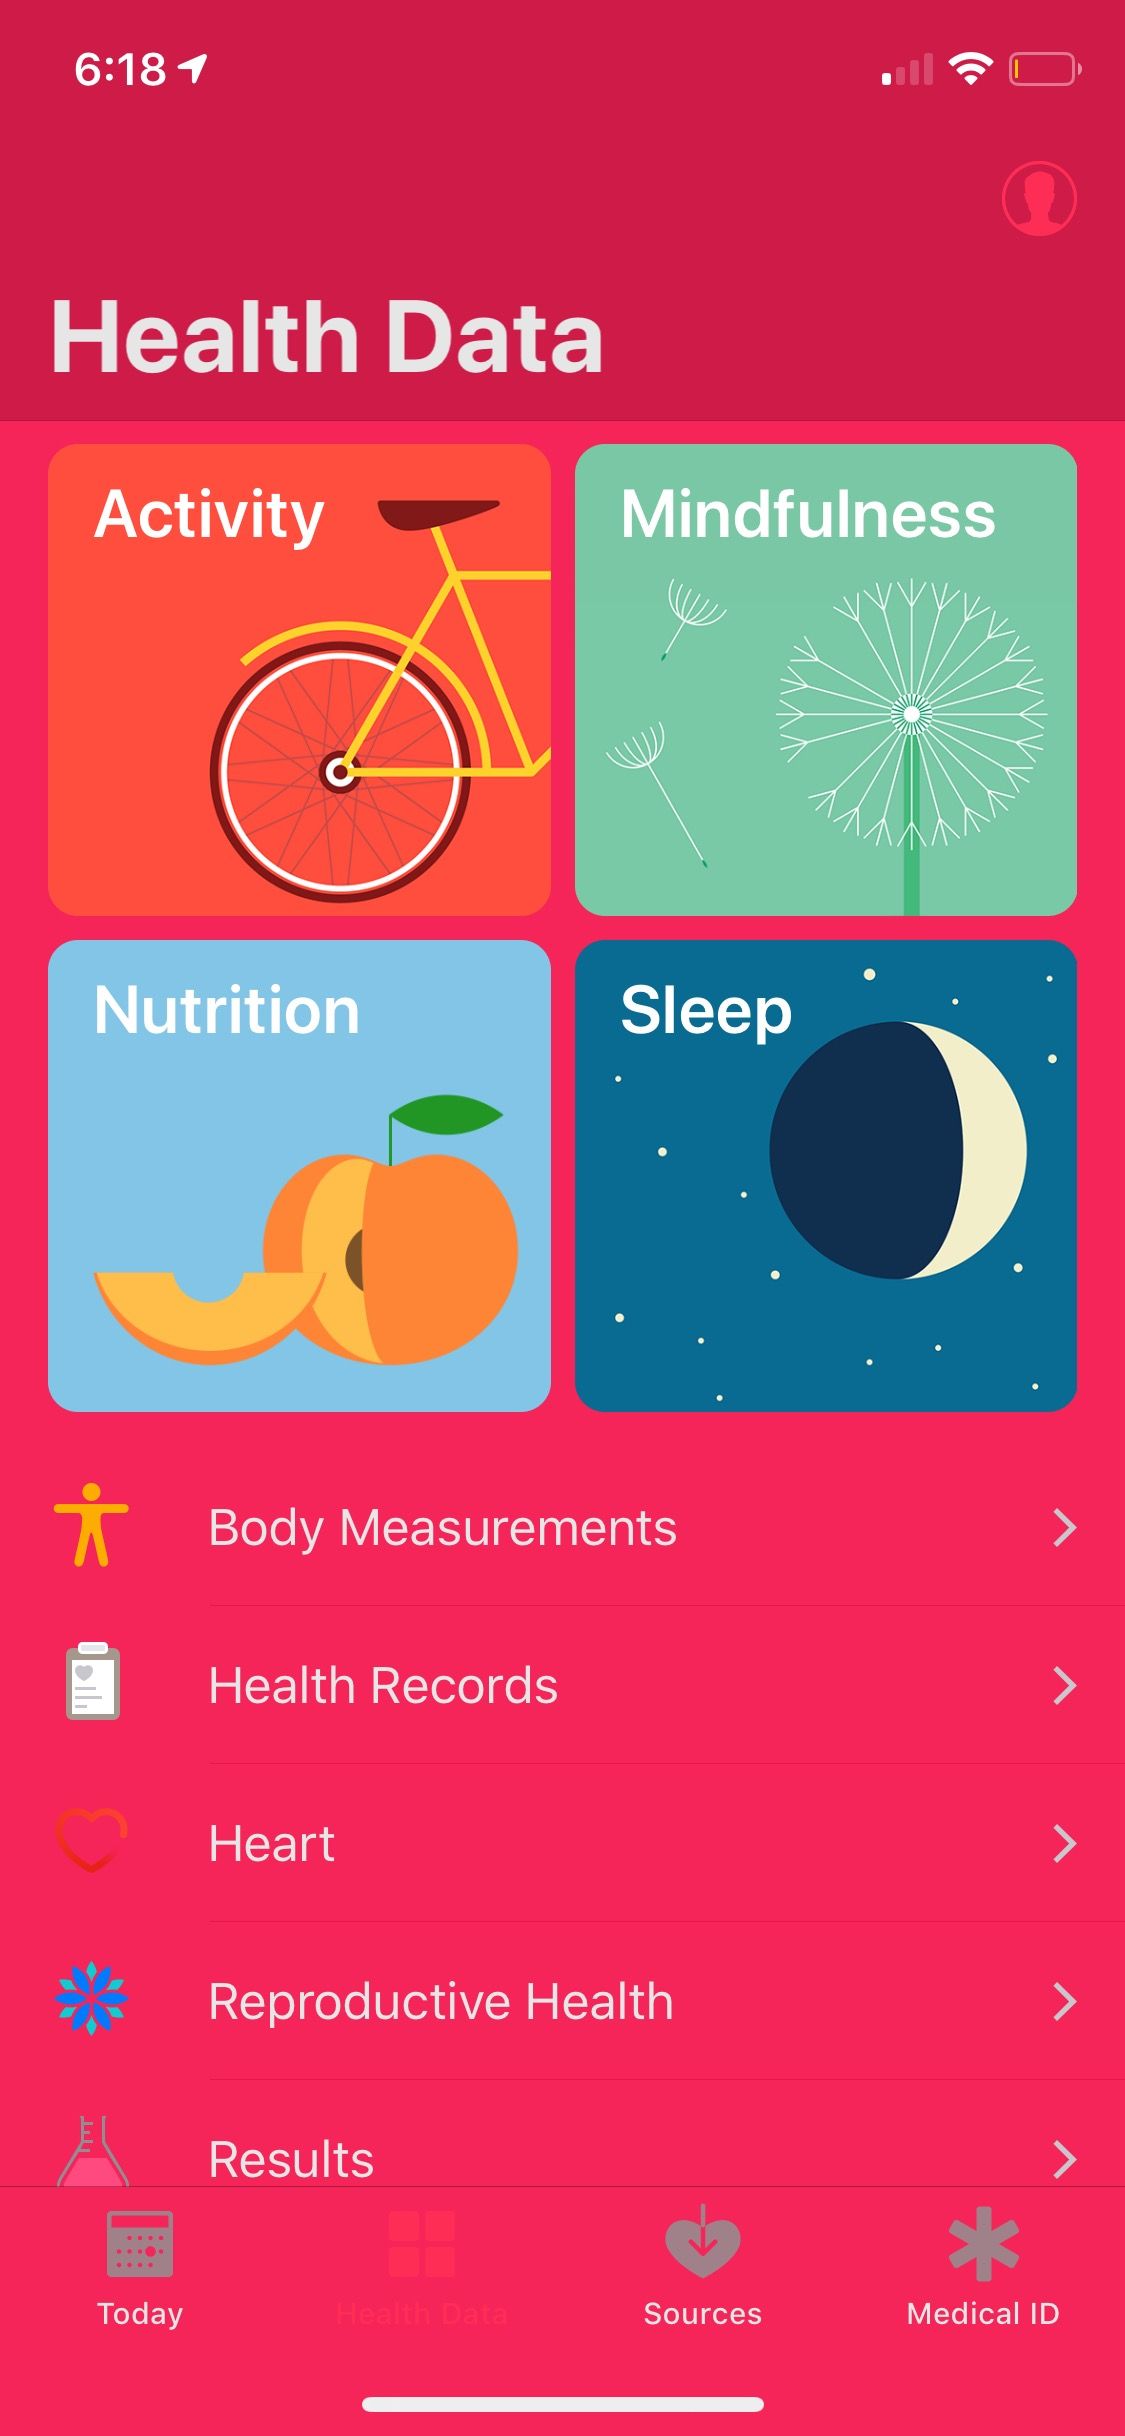 6:18
Health Data
Activity
Mindfulness
Nutrition
Sleep
Body Measurements
Health Records
Heart
Reproductive Health
Results
Today
Health Data
Sources
Medical ID